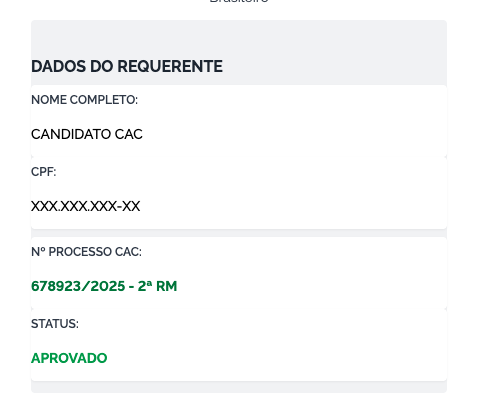 Brasileiro
DADOS DO REQUERENTE
NOME COMPLETO:
CANDIDATO CAC
CPF:
XXX.XXX.XXX-XX
Nº PROCESSO CAC:
678923/2025 - 2ª RM
STATUS:
APROVADO